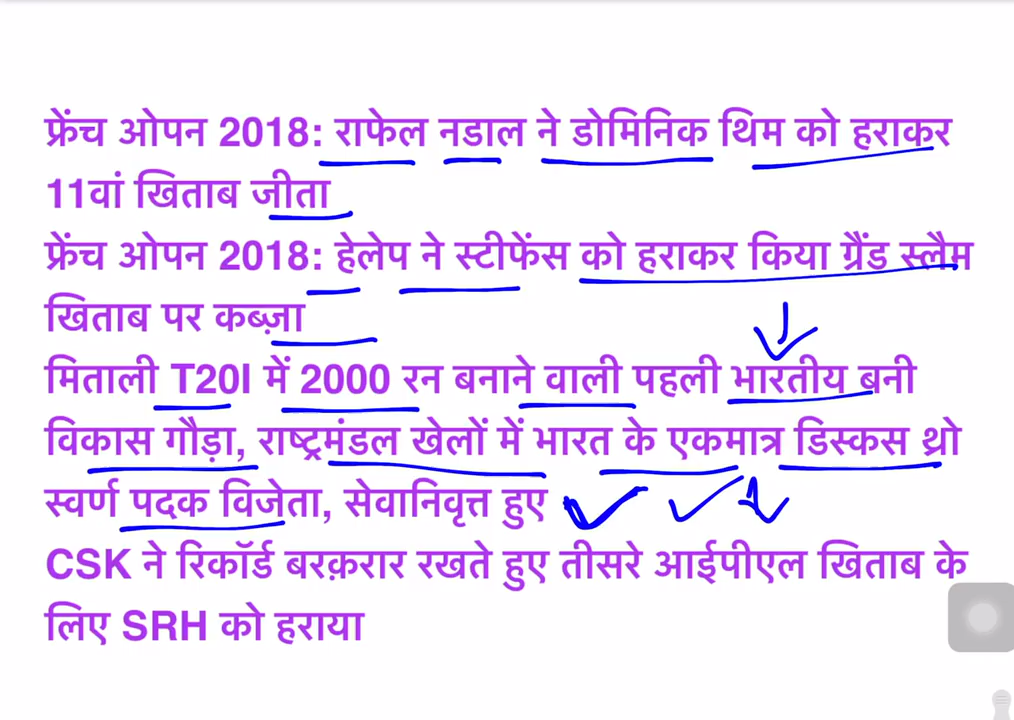 फ्रेंच ओपन 2018: राफेल नडाल ने डोमिनिक थिम को हराकर
11वां खिताब जीता
फ्रेंच ओपन 2018: हेलेप ने स्टीफेंस को हराकर किया ग्रैंड स्लैम
खिताब पर कब्ज़ा
मिताली T20I में 2000 रन बनाने वाली पहली भारतीय बनी
विकास गौड़ा, राष्ट्रमंडल खेलों में भारत के एकमात्र डिस्कस थ्रो
स्वर्ण पदक विजेता, सेवानिवृत्त हुए
CSK ने रिकॉर्ड बरक़रार रखते हुए तीसरे आईपीएल खिताब के
लिए SRH को हराया